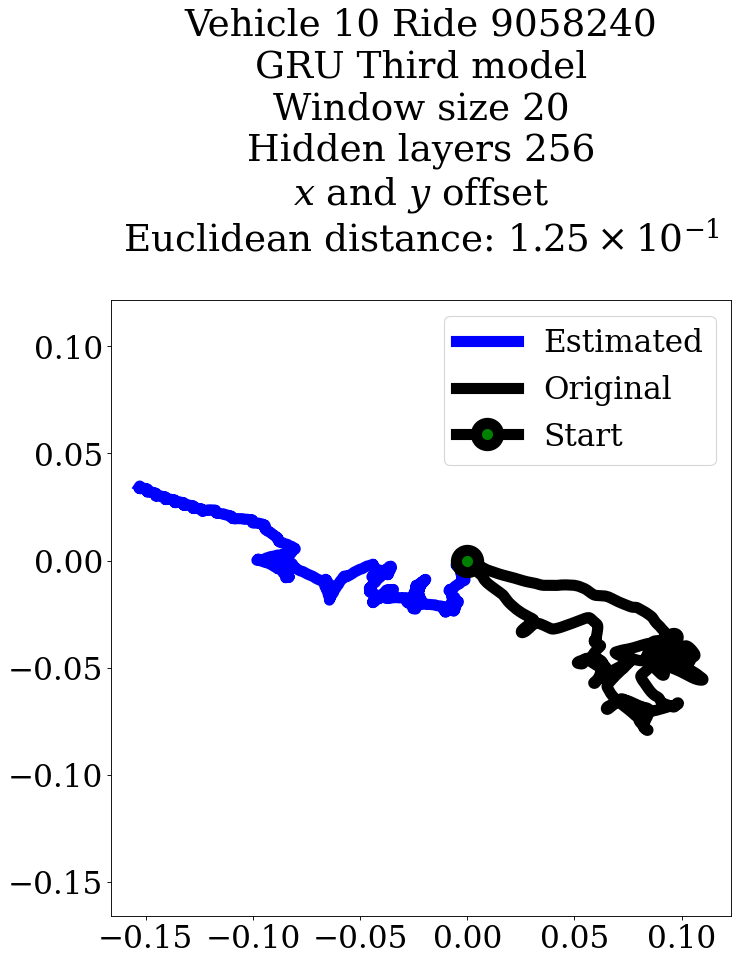 Vehicle 10 Ride 9058240
GRU Third model
Window size 20
Hidden layers 256
x and y offset
Euclidean distance: 1.25 × 10⁻¹
Estimated
Original
Start
0.10
0.05
0.00
−0.05
−0.10
−0.15
−0.15 −0.10 −0.05 0.00 0.05 0.10